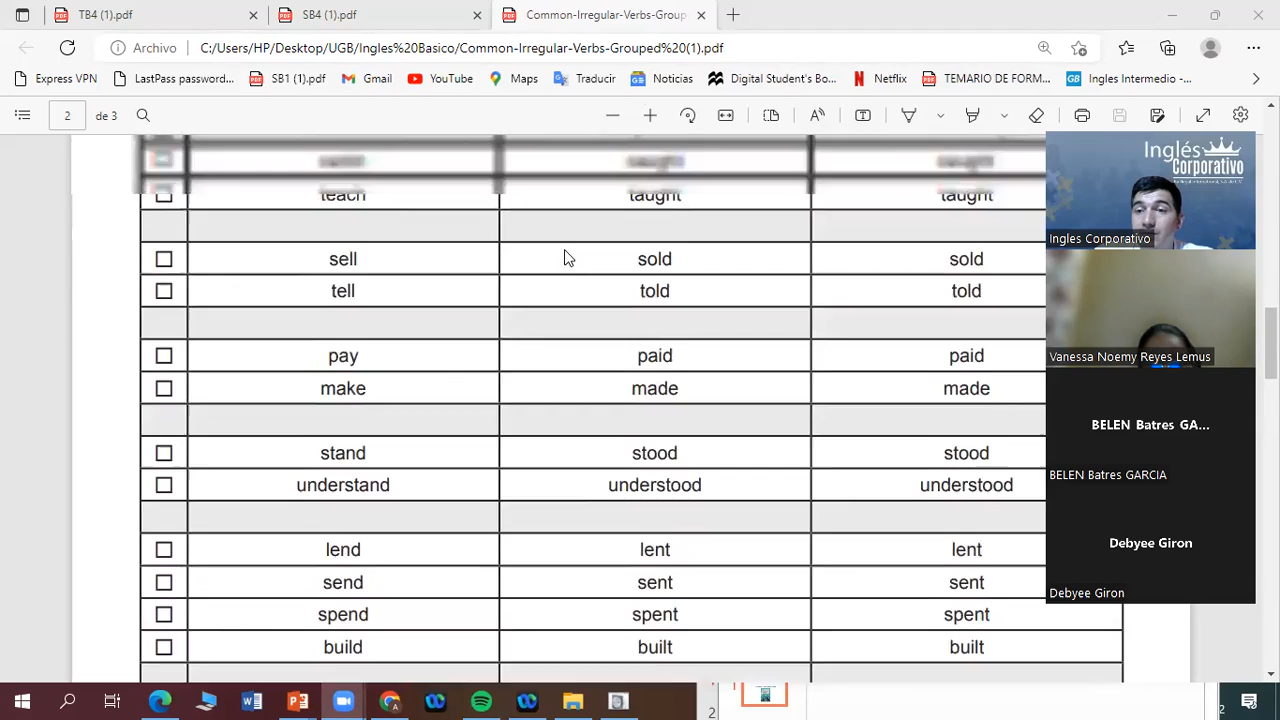 TB4 (1).pdf SB4 (1).pdf Common-Irregular-Verbs-Group
Archivo C:/Users/HP/Desktop/UGB/Ingles%20Basico/Common-Irregular-Verbs-Grouped%20(1).pdf
Express VPN LastPass password... SB1 (1).pdf Gmail YouTube Maps Traducir Noticias Digital Student's Bo... Netflix TEMARIO DE FORM... Ingles Intermedio -...
2 de 3
teach taught taught
sell sold sold
tell told told
pay paid paid
make made made
stand stood stood
understand understood understood
lend lent lent
send sent sent
spend spent spent
build built built
Inglés
Corporativo
Ingles Corporativo
Vanessa Noemy Reyes Lemus
BELEN Batres GA...
BELEN Batres GARCIA
Debyee Giron
Debyee Giron
2
2